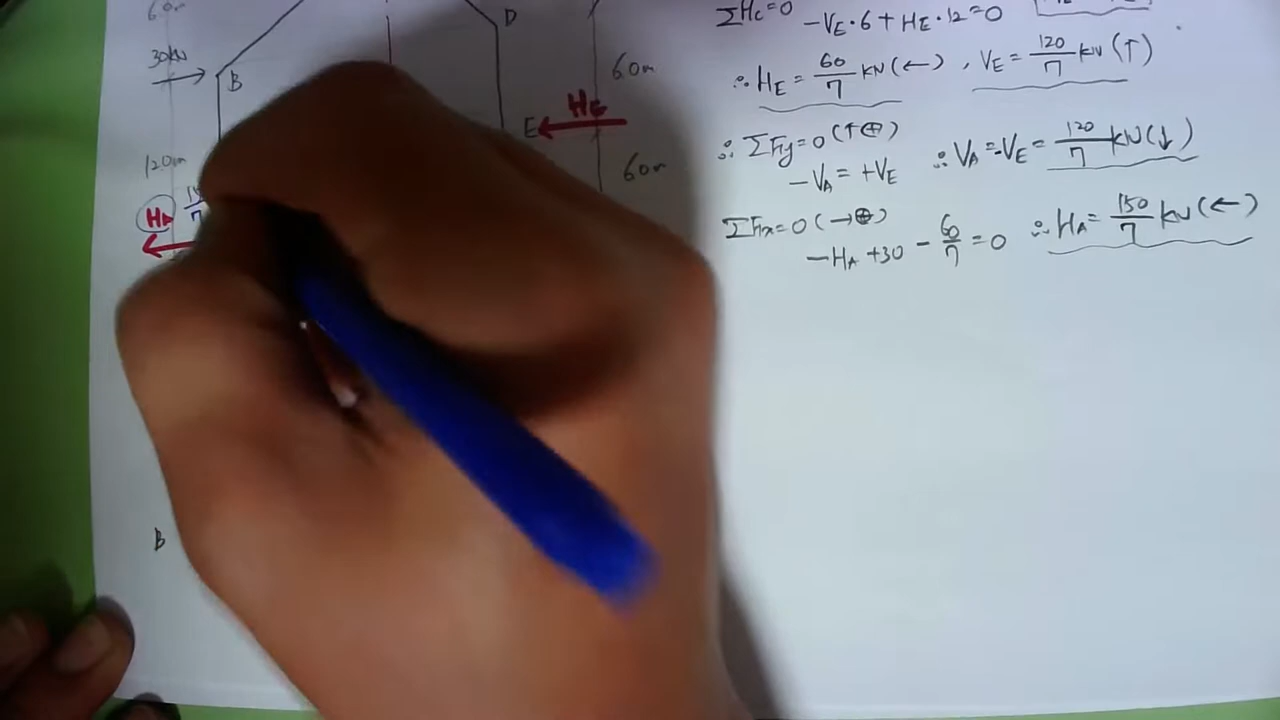 6.0m
D
30kN
B
6.0m
HE
E
12.0m
6.0m
HA
B
ΣMc=0 -VE·6+HE·12=0
∴HE=60/7 kN(←), VE=120/7 kN(↑)
∴ΣFy=0(↑⊕) ∴VA=-VE=120/7 kN(↓)
-VA=+VE
ΣFx=0(→⊕) ∴HA=150/7 kN(←)
-HA+30-60/7=0